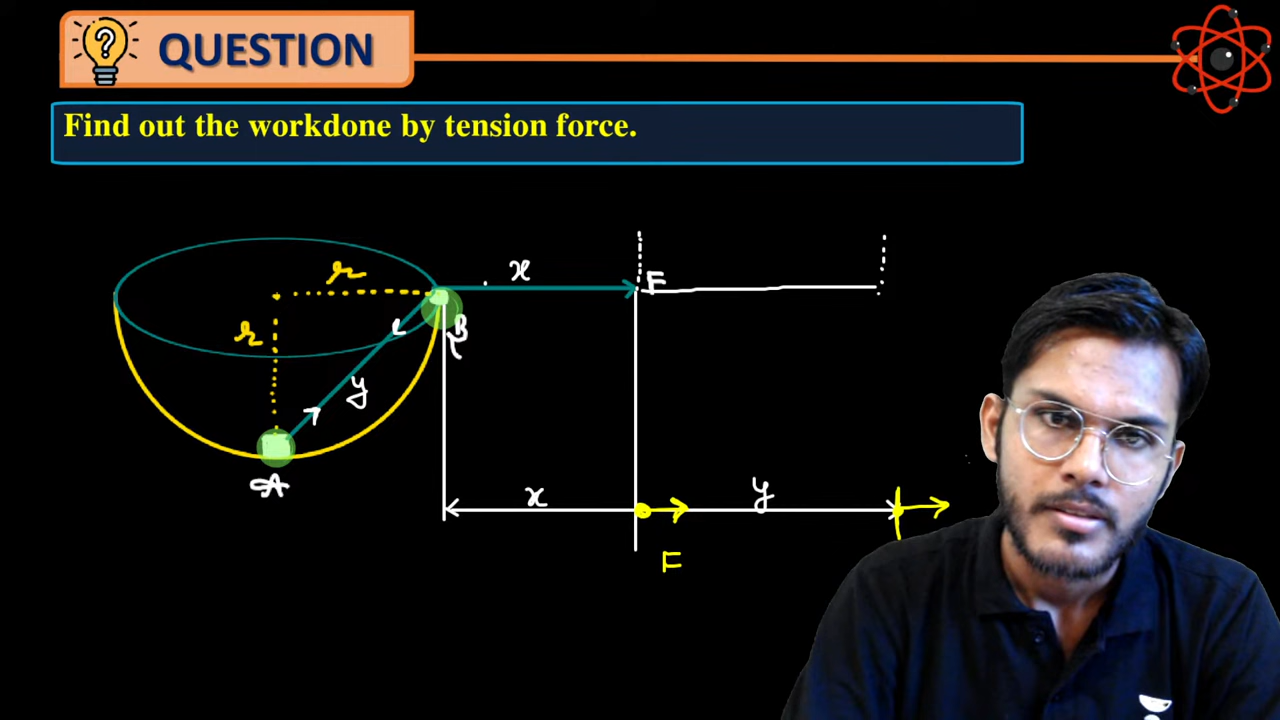 ?
QUESTION
Find out the workdone by tension force.
r
x
F
r
B
y
A
x
y
F